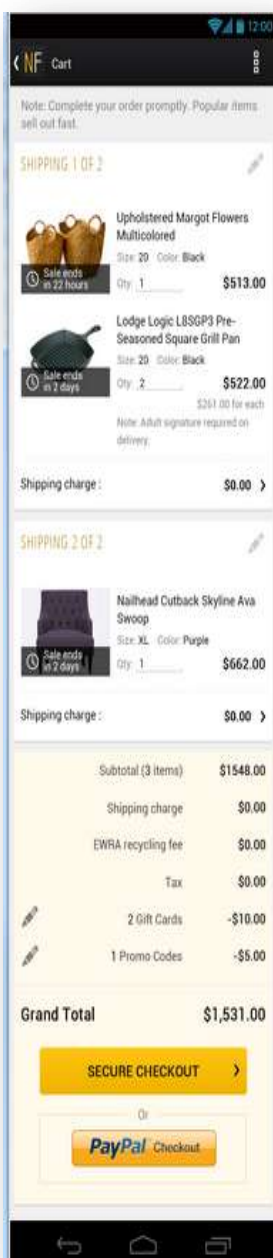 12:00
NF Cart
Note: Complete your order promptly. Popular items
sell out fast.
SHIPPING 1 OF 2
Upholstered Margot Flowers
Multicolored
Size: 20 Color: Black
Sale ends
in 22 hours
Qty: 1 $513.00
Lodge Logic L8SGP3 Pre-
Seasoned Square Grill Pan
Size: 20 Color: Black
Sale ends
in 2 days
Qty: 2 $522.00
$261.00 for each
Note: Adult signature required on
delivery.
Shipping charge : $0.00 >
SHIPPING 2 OF 2
Nailhead Cutback Skyline Ava
Swoop
Size: XL Color: Purple
Sale ends
in 2 days
Qty: 1 $662.00
Shipping charge : $0.00 >
Subtotal (3 items) $1548.00
Shipping charge $0.00
EWRA recycling fee $0.00
Tax $0.00
2 Gift Cards -$10.00
1 Promo Codes -$5.00
Grand Total $1,531.00
SECURE CHECKOUT >
Or
PayPal Checkout